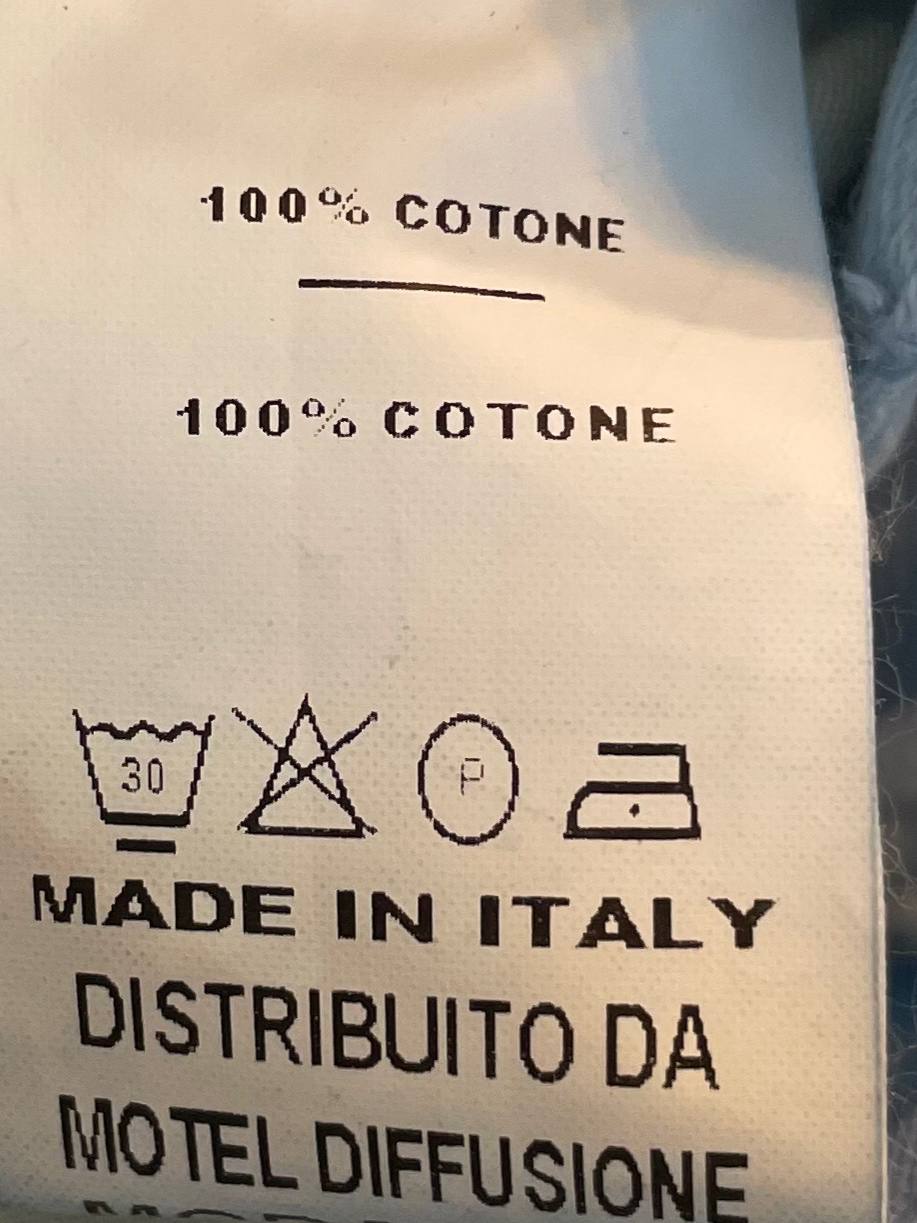 100% COTONE
100% COTONE
30 P
MADE IN ITALY
DISTRIBUITO DA
MOTEL DIFFUSIONE